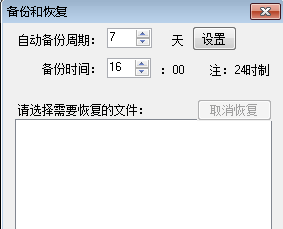 备份和恢复
自动备份周期： 7 天 设置
备份时间： 16 ：00 注：24时制
请选择需要恢复的文件： 取消恢复